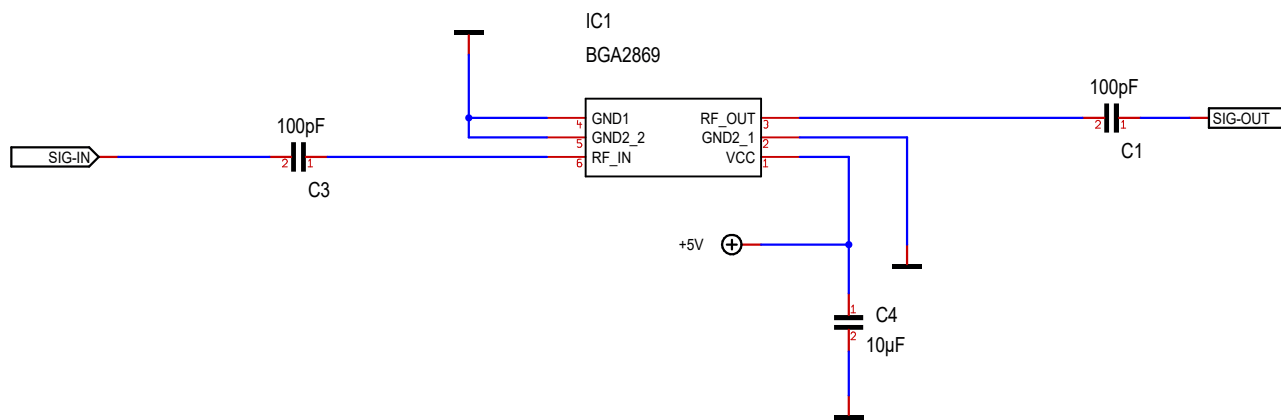 IC1
BGA2869
100pF
GND1
RF_OUT
4
3
SIG-OUT
2
1
100pF
GND2_2
GND2_1
5
2
C1
SIG-IN
2
1
RF_IN
VCC
6
1
C3
+5V
1
C4
2
10µF